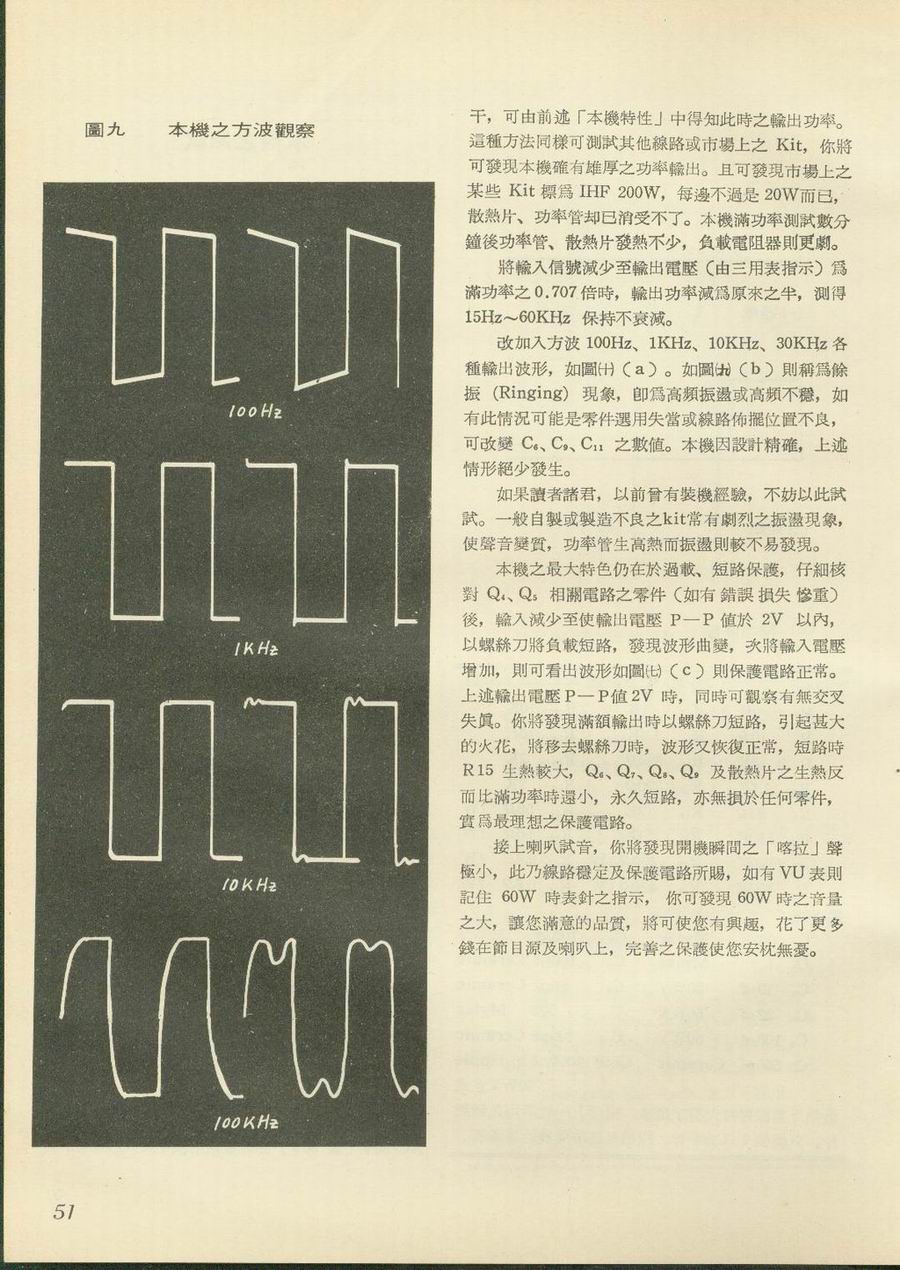 圖九　　本機之方波觀察
100Hz
1KHz
10KHz
100KHz
干，可由前述「本機特性」中得知此時之輸出功率。
這種方法同樣可測試其他線路或市場上之 Kit，你將
可發現本機確有雄厚之功率輸出。且可發現市場上之
某些 Kit 標爲 IHF 200W，每邊不過是 20W而已，
散熱片、功率管却已消受不了。本機滿功率測試數分
鐘後功率管、散熱片發熱不少，負載電阻器則更劇。
將輸入信號減少至輸出電壓（由三用表指示）爲
滿功率之 0.707 倍時，輸出功率減爲原來之半，測得
15Hz～60KHz 保持不衰減。
改加入方波 100Hz、1KHz、10KHz、30KHz 各
種輸出波形，如圖㈩（a）。如圖㈨（b）則稱爲餘
振（Ringing）現象，卽爲高頻振盪或高頻不穩，如
有此情況可能是零件選用失當或線路佈擺位置不良，
可改變 C₆、C₉、C₁₁ 之數值。本機因設計精確，上述
情形絕少發生。
如果讀者諸君，以前曾有裝機經驗，不妨以此試
試。一般自製或製造不良之kit常有劇烈之振盪現象，
使聲音變質，功率管生高熱而振盪則較不易發現。
本機之最大特色仍在於過載、短路保護，仔細核
對 Q₄、Q₅ 相關電路之零件（如有 錯誤 損失 慘重）
後，輸入減少至使輸出電壓 P—P 值於 2V 以內，
以螺絲刀將負載短路，發現波形曲變，次將輸入電壓
增加，則可看出波形如圖㈦（c）則保護電路正常。
上述輸出電壓 P—P值 2V 時，同時可觀察有無交叉
失眞。你將發現滿額輸出時以螺絲刀短路，引起甚大
的火花，將移去螺絲刀時，波形又恢復正常，短路時
R15 生熱較大，Q₆、Q₇、Q₈、Q₉ 及散熱片之生熱反
而比滿功率時還小，永久短路，亦無損於任何零件，
實爲最理想之保護電路。
接上喇叭試音，你將發現開機瞬間之「喀拉」聲
極小，此乃線路穩定及保護電路所賜，如有 VU 表則
記住 60W 時表針之指示， 你可發現 60W 時之音量
之大，讓您滿意的品質，將可使您有興趣，花了更多
錢在節目源及喇叭上，完善之保護使您安枕無憂。
51